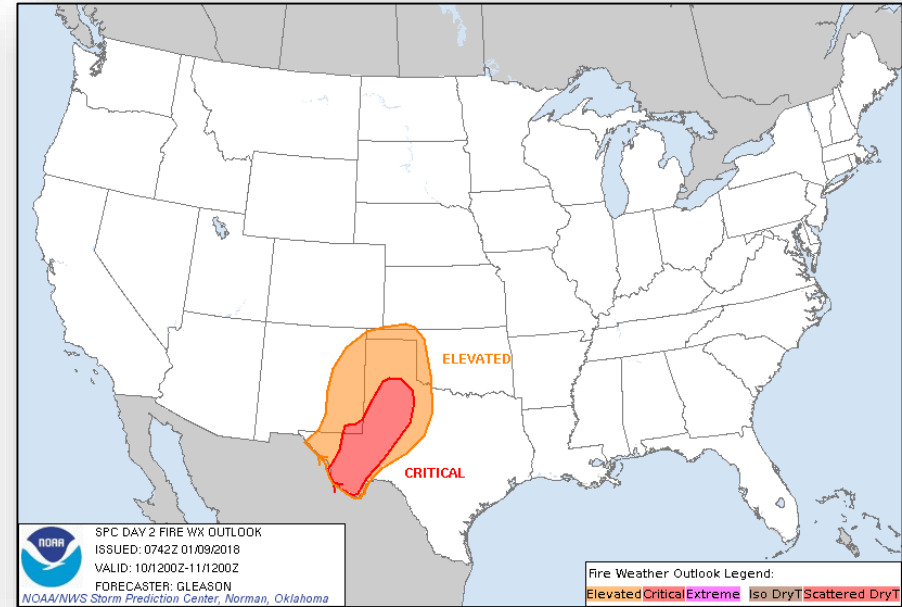 ELEVATED
CRITICAL
NOAA
SPC DAY 2 FIRE WX OUTLOOK
ISSUED: 0742Z 01/09/2018
VALID: 10/1200Z-11/1200Z
FORECASTER: GLEASON
NOAA/NWS Storm Prediction Center, Norman, Oklahoma
Fire Weather Outlook Legend:
Elevated Critical Extreme Iso DryT Scattered DryT